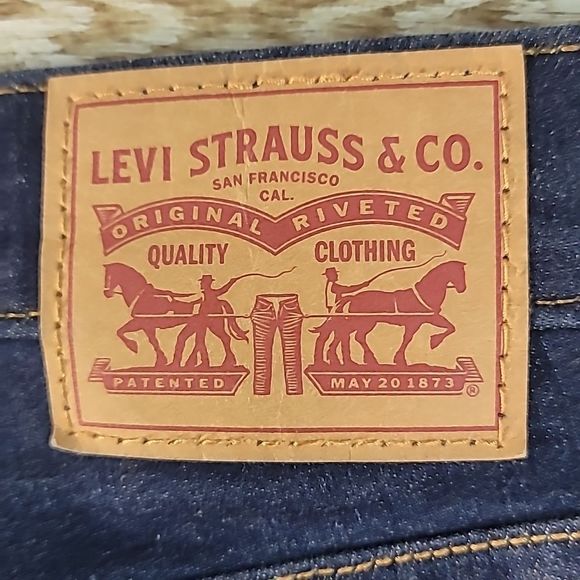 LEVI STRAUSS & CO.
SAN FRANCISCO
CAL.
ORIGINAL RIVETED
QUALITY CLOTHING
PATENTED MAY 20 1873 ®